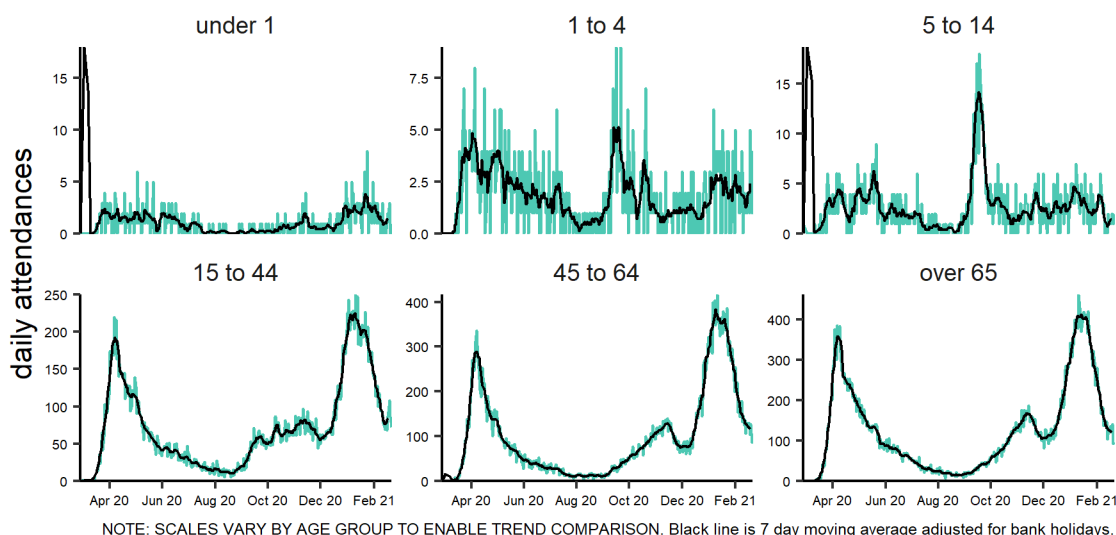 under 1
1 to 4
5 to 14
15
10
5
0
7.5
5.0
2.5
0.0
15
10
5
0
daily attendances
15 to 44
45 to 64
over 65
250
200
150
100
50
0
400
300
200
100
0
400
300
200
100
0
Apr 20 Jun 20 Aug 20 Oct 20 Dec 20 Feb 21
Apr 20 Jun 20 Aug 20 Oct 20 Dec 20 Feb 21
Apr 20 Jun 20 Aug 20 Oct 20 Dec 20 Feb 21
NOTE: SCALES VARY BY AGE GROUP TO ENABLE TREND COMPARISON. Black line is 7 day moving average adjusted for bank holidays.